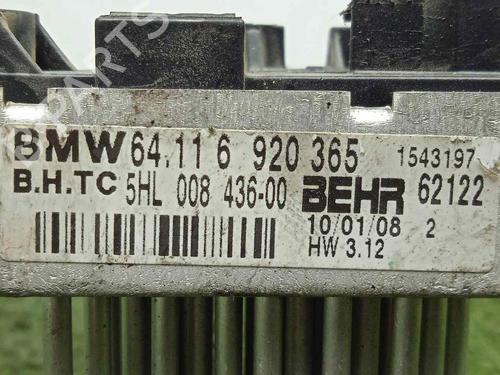 BMW 64.11 6 920 365 1543197
B.H.TC 5HL 008 436-00 BEHR 62122
10/01/08 2
HW 3.12